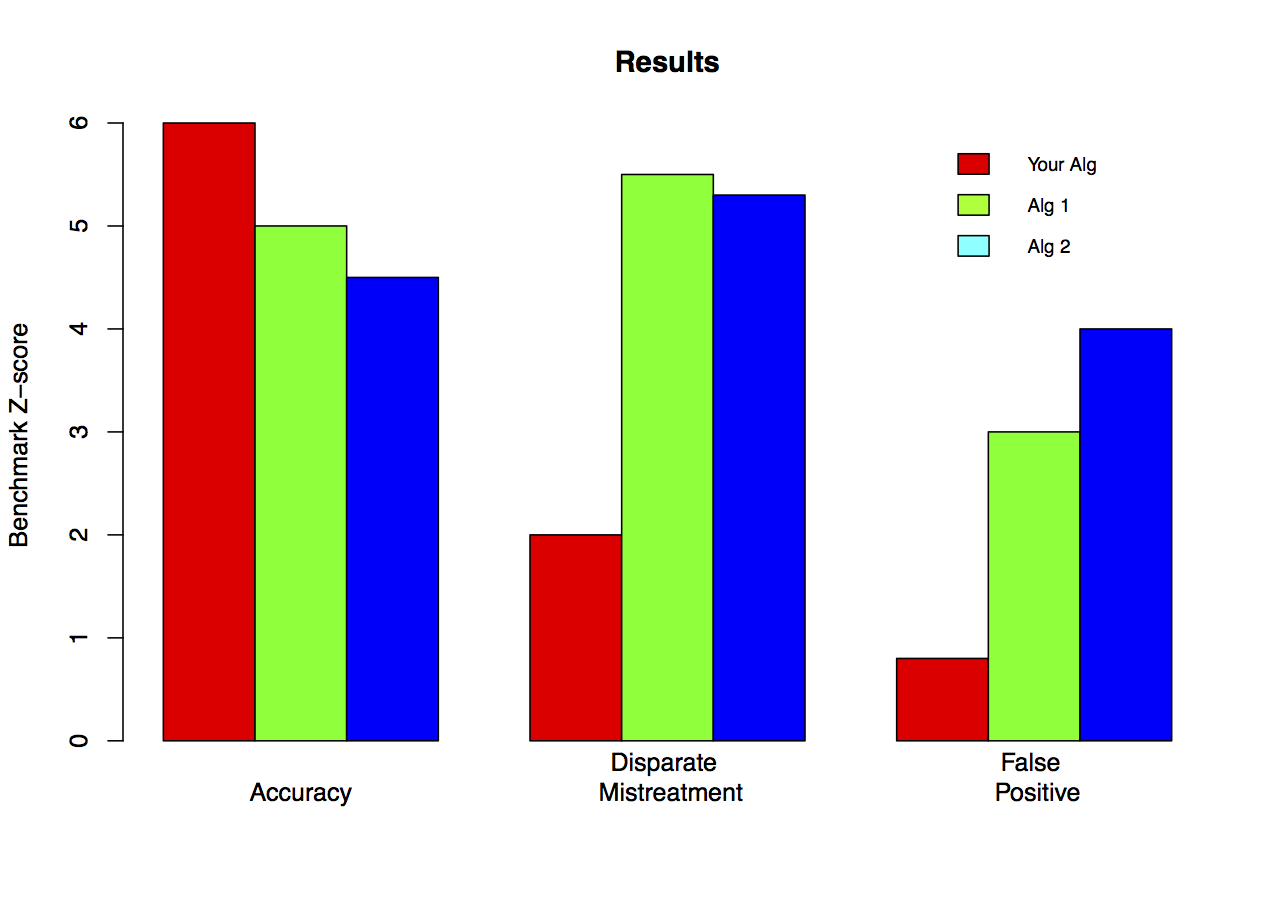 Results
Benchmark Z−score
6
5
4
3
2
1
0
Your Alg
Alg 1
Alg 2
Accuracy
Disparate
Mistreatment
False
Positive